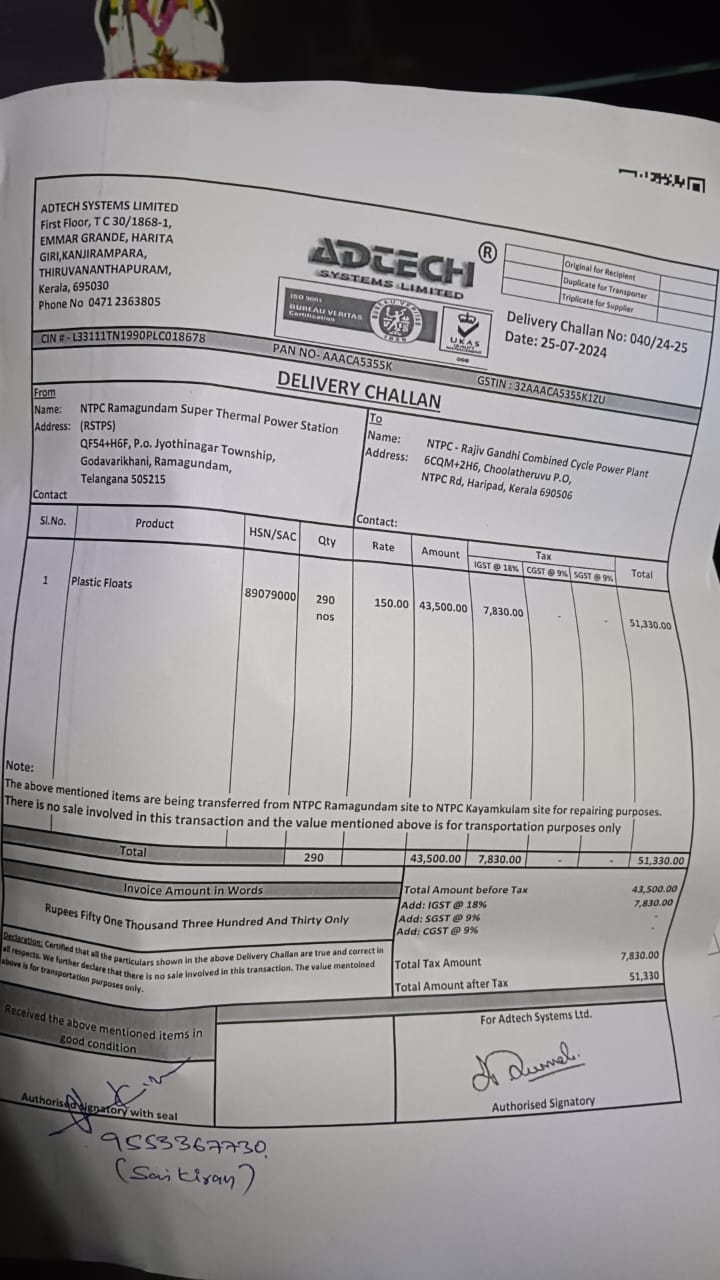 ADTECH SYSTEMS LIMITED
First Floor, T C 30/1868-1,
EMMAR GRANDE, HARITA
GIRI,KANJIRAMPARA,
THIRUVANANTHAPURAM,
Kerala, 695030
Phone No 0471 2363805
ADTECH ®
SYSTEMS LIMITED
ISO 9001
BUREAU VERITAS
Certification
BUREAU VERITAS
1828
UKAS
MANAGEMENT
SYSTEMS
008
Original for Recipient
Duplicate for Transporter
Triplicate for Supplier
Delivery Challan No: 040/24-25
Date: 25-07-2024
CIN # - L33111TN1990PLC018678 PAN NO- AAACA5355K GSTIN : 32AAACA5355K1ZU
DELIVERY CHALLAN
From
Name: NTPC Ramagundam Super Thermal Power Station
Address: (RSTPS)
QF54+H6F, P.o. Jyothinagar Township,
Godavarikhani, Ramagundam,
Telangana 505215
Contact
To
Name: NTPC - Rajiv Gandhi Combined Cycle Power Plant
Address: 6CQM+2H6, Choolatheruvu P.O,
NTPC Rd, Haripad, Kerala 690506
Contact:
Sl.No. Product HSN/SAC Qty Rate Amount Tax Total
IGST @ 18% CGST @ 9% SGST @ 9%
1 Plastic Floats 89079000 290 150.00 43,500.00 7,830.00 - - 51,330.00
nos
Note:
The above mentioned items are being transferred from NTPC Ramagundam site to NTPC Kayamkulam site for repairing purposes.
There is no sale involved in this transaction and the value mentioned above is for transportation purposes only
Total 290 43,500.00 7,830.00 - - 51,330.00
Invoice Amount in Words
Rupees Fifty One Thousand Three Hundred And Thirty Only
Total Amount before Tax 43,500.00
Add: IGST @ 18% 7,830.00
Add: SGST @ 9% -
Add: CGST @ 9% -
Declaration: Certified that all the particulars shown in the above Delivery Challan are true and correct in
all respects. We further declare that there is no sale involved in this transaction. The value mentoined
above is for transportation purposes only.
Total Tax Amount 7,830.00
Total Amount after Tax 51,330
Received the above mentioned items in
good condition
Authorised signatory with seal
For Adtech Systems Ltd.
Authorised Signatory
9553367730
(Sai kiran)